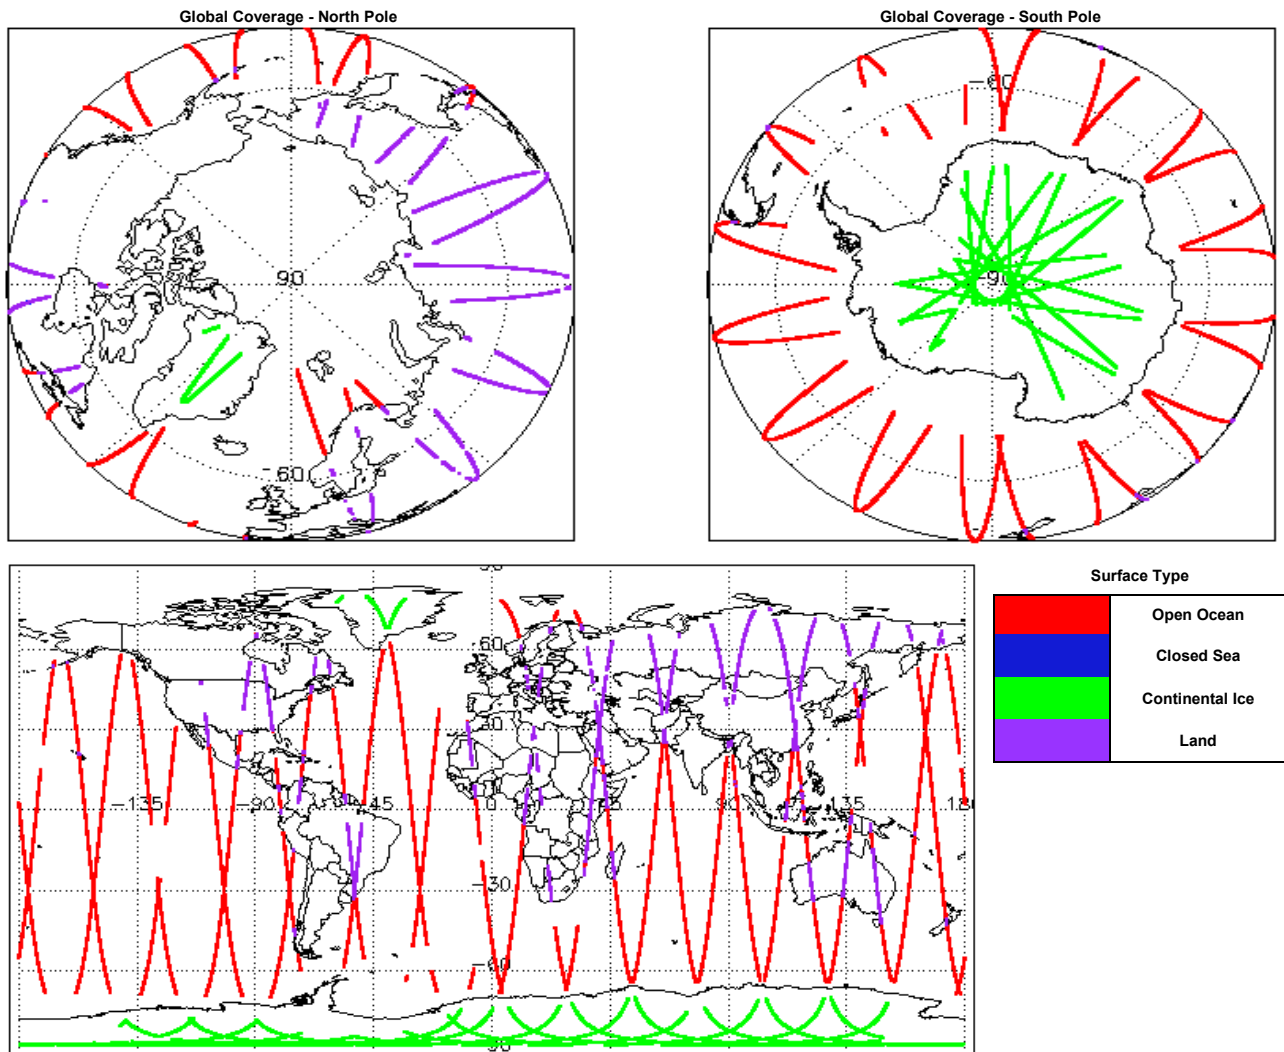 Global Coverage - North Pole
Global Coverage - South Pole
-60
90
-90
60
Surface Type
Open Ocean
Closed Sea
Continental Ice
Land
60
30
-135
-90
-45
0
90
135
-30
-60